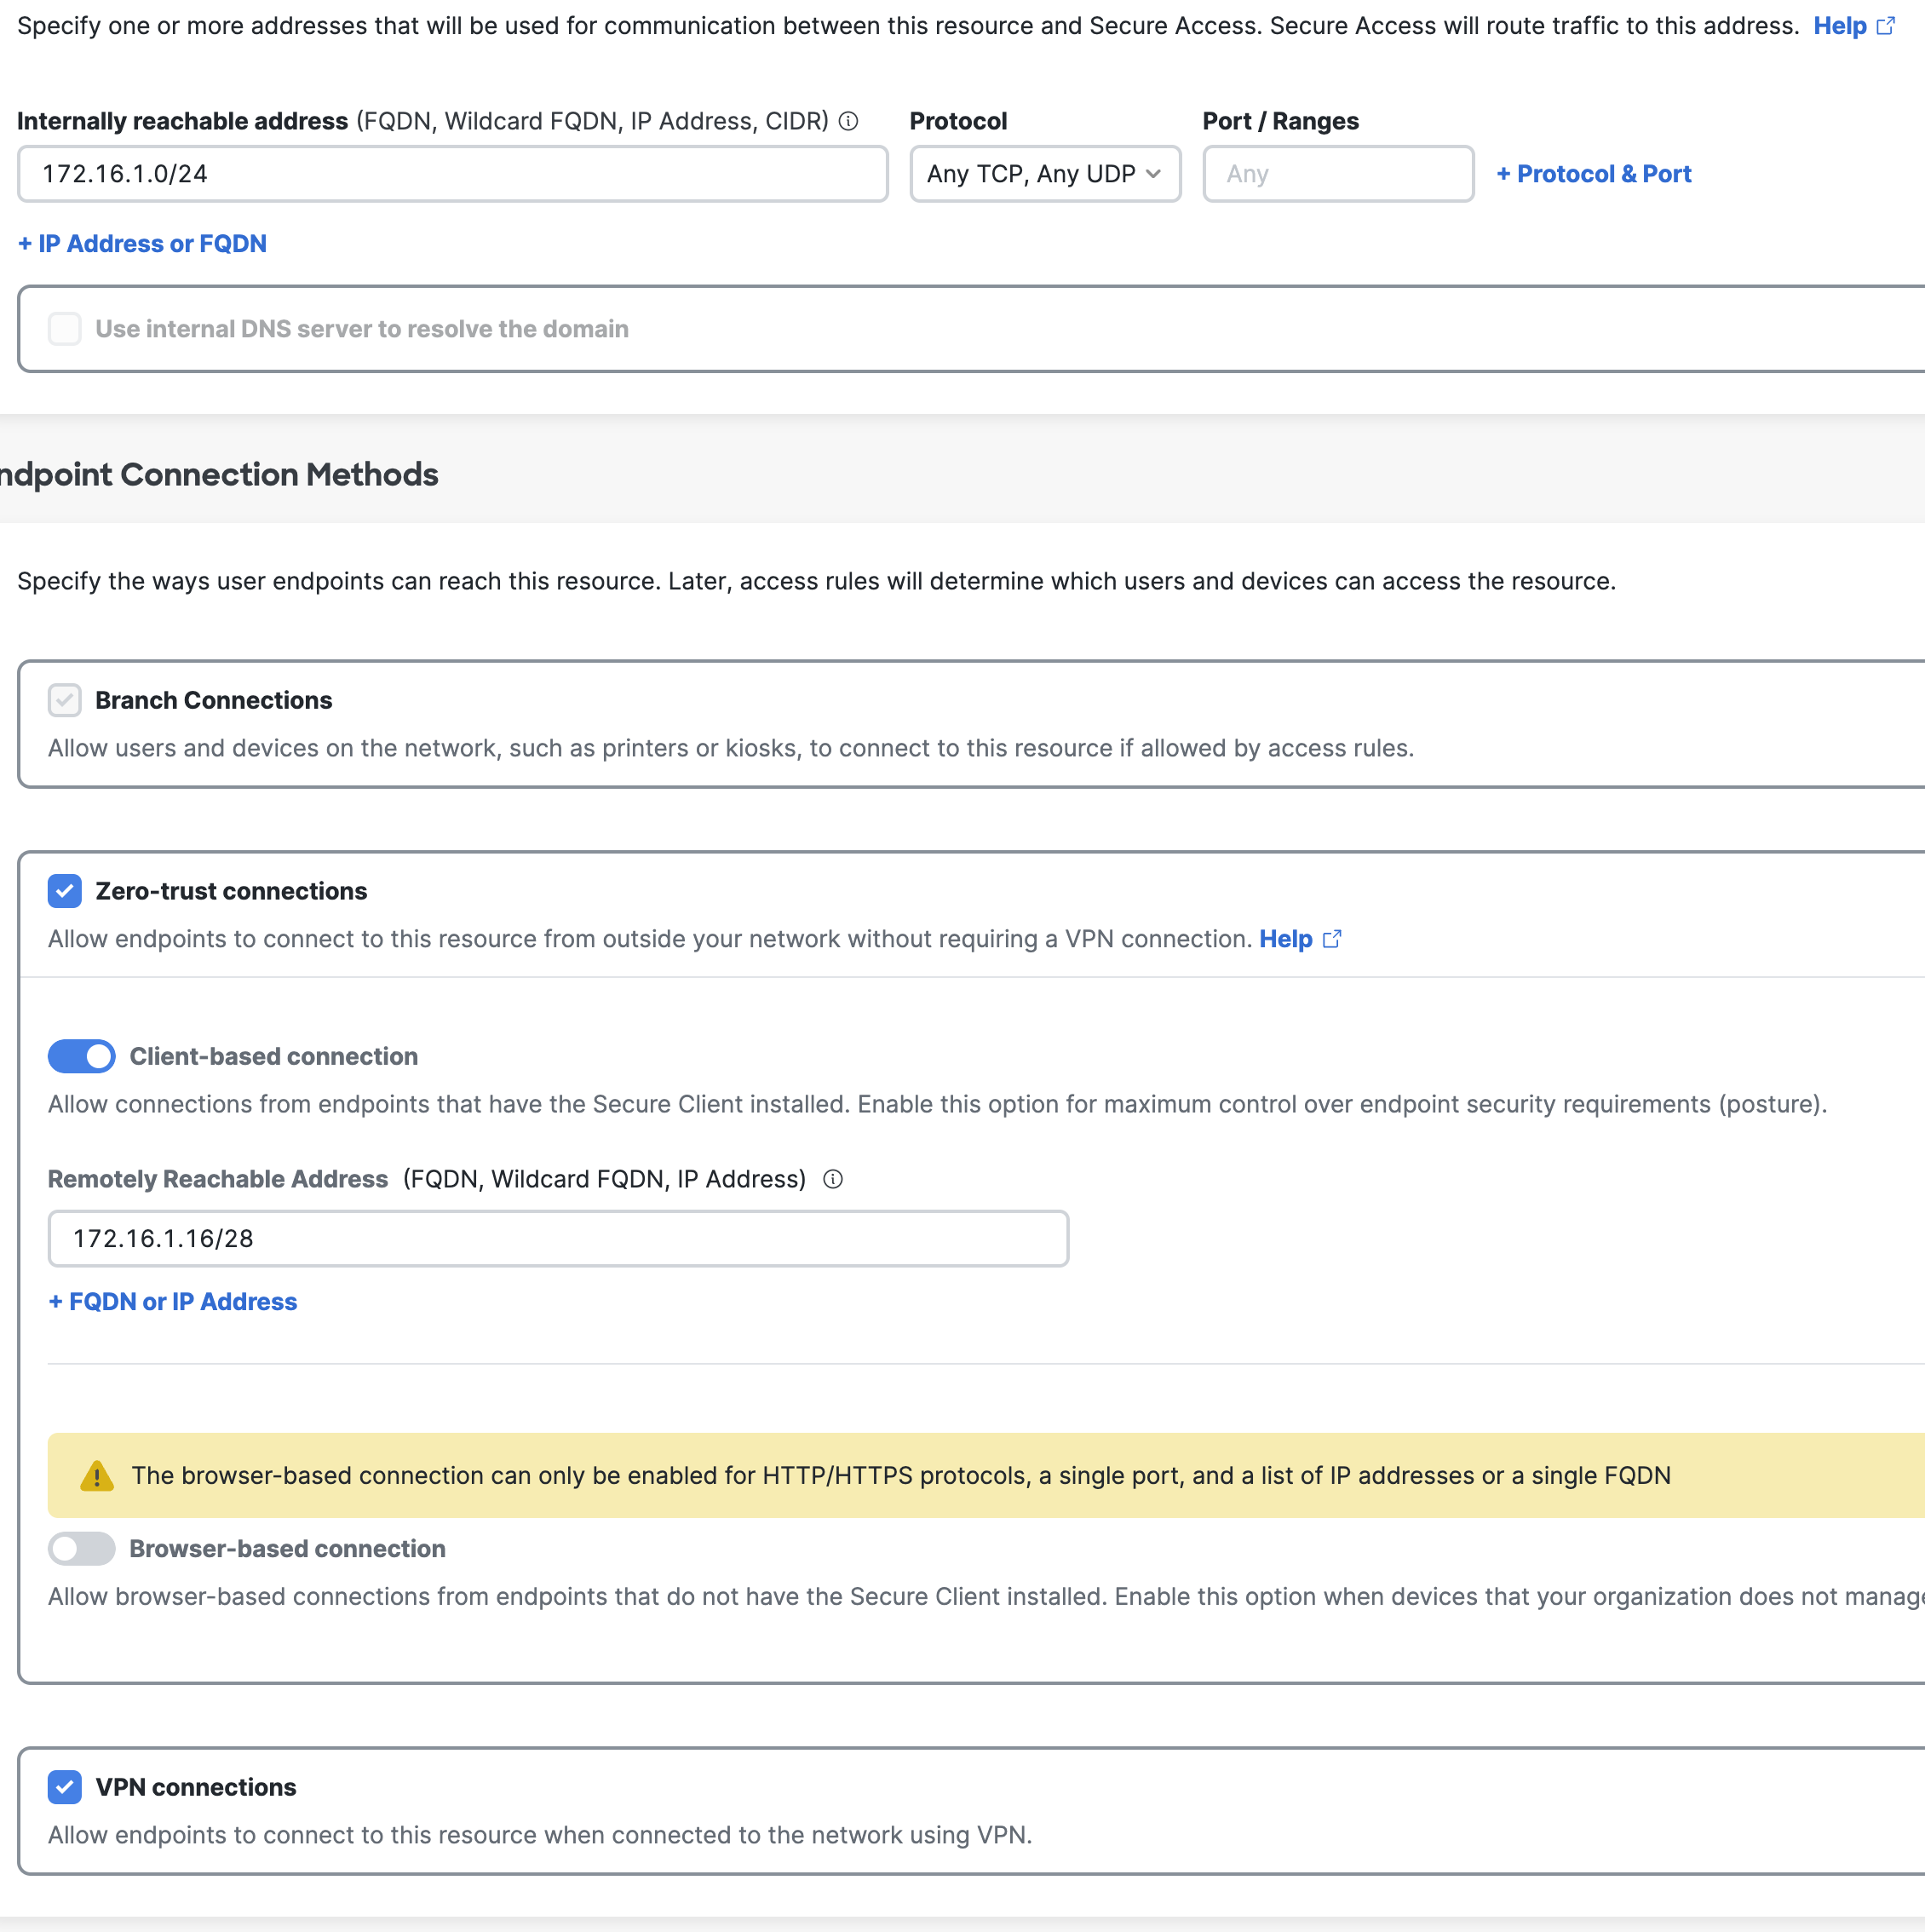 Specify one or more addresses that will be used for communication between this resource and Secure Access. Secure Access will route traffic to this address. Help
Internally reachable address (FQDN, Wildcard FQDN, IP Address, CIDR) Protocol Port / Ranges
172.16.1.0/24 Any TCP, Any UDP Any + Protocol & Port
+ IP Address or FQDN
Use internal DNS server to resolve the domain
ndpoint Connection Methods
Specify the ways user endpoints can reach this resource. Later, access rules will determine which users and devices can access the resource.
Branch Connections
Allow users and devices on the network, such as printers or kiosks, to connect to this resource if allowed by access rules.
Zero-trust connections
Allow endpoints to connect to this resource from outside your network without requiring a VPN connection. Help
Client-based connection
Allow connections from endpoints that have the Secure Client installed. Enable this option for maximum control over endpoint security requirements (posture).
Remotely Reachable Address (FQDN, Wildcard FQDN, IP Address)
172.16.1.16/28
+ FQDN or IP Address
The browser-based connection can only be enabled for HTTP/HTTPS protocols, a single port, and a list of IP addresses or a single FQDN
Browser-based connection
Allow browser-based connections from endpoints that do not have the Secure Client installed. Enable this option when devices that your organization does not manage
VPN connections
Allow endpoints to connect to this resource when connected to the network using VPN.